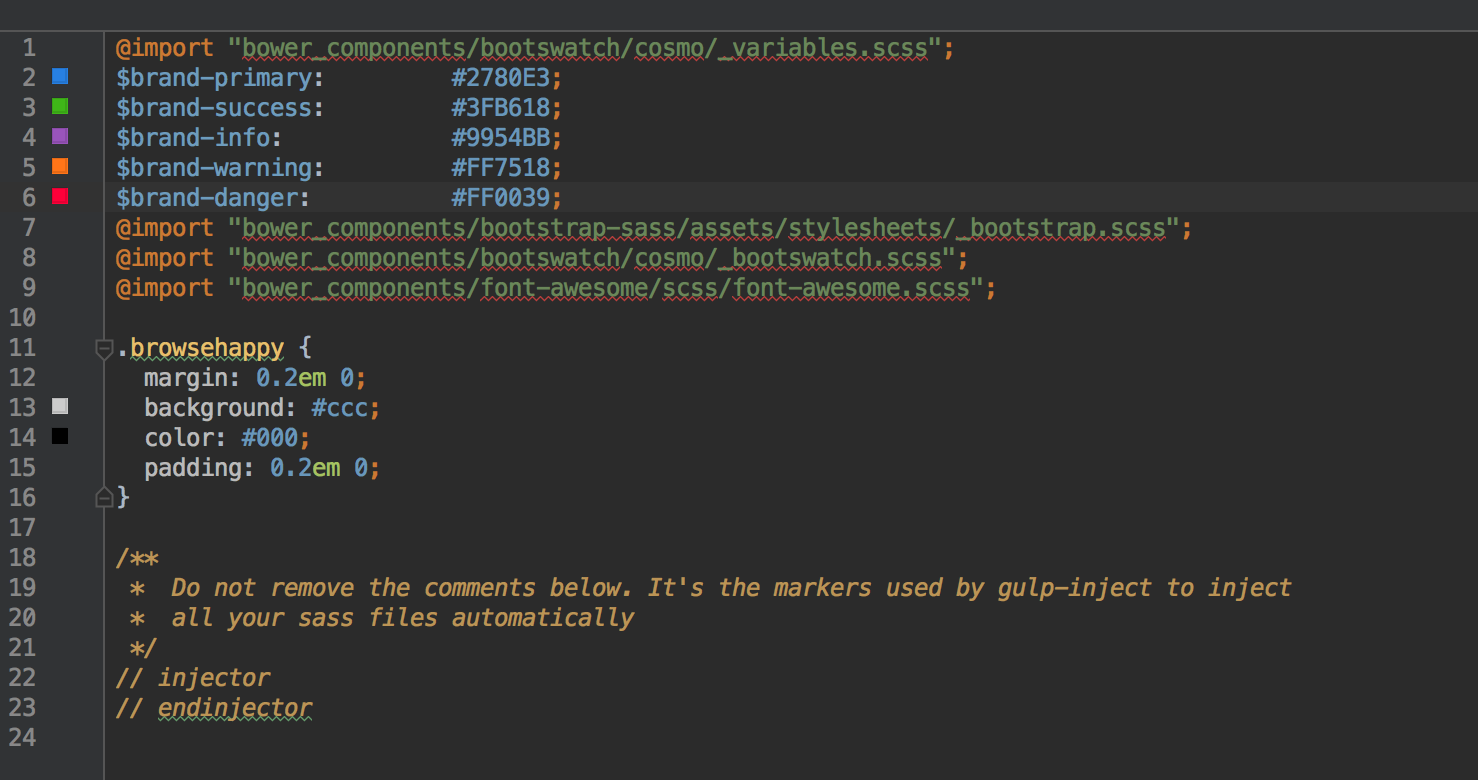 1 @import "bower_components/bootswatch/cosmo/_variables.scss";
2 $brand-primary:         #2780E3;
3 $brand-success:         #3FB618;
4 $brand-info:            #9954BB;
5 $brand-warning:         #FF7518;
6 $brand-danger:          #FF0039;
7 @import "bower_components/bootstrap-sass/assets/stylesheets/_bootstrap.scss";
8 @import "bower_components/bootswatch/cosmo/_bootswatch.scss";
9 @import "bower_components/font-awesome/scss/font-awesome.scss";
10
11 .browsehappy {
12   margin: 0.2em 0;
13   background: #ccc;
14   color: #000;
15   padding: 0.2em 0;
16 }
17
18 /**
19  *  Do not remove the comments below. It's the markers used by gulp-inject to inject
20  *  all your sass files automatically
21  */
22 // injector
23 // endinjector
24